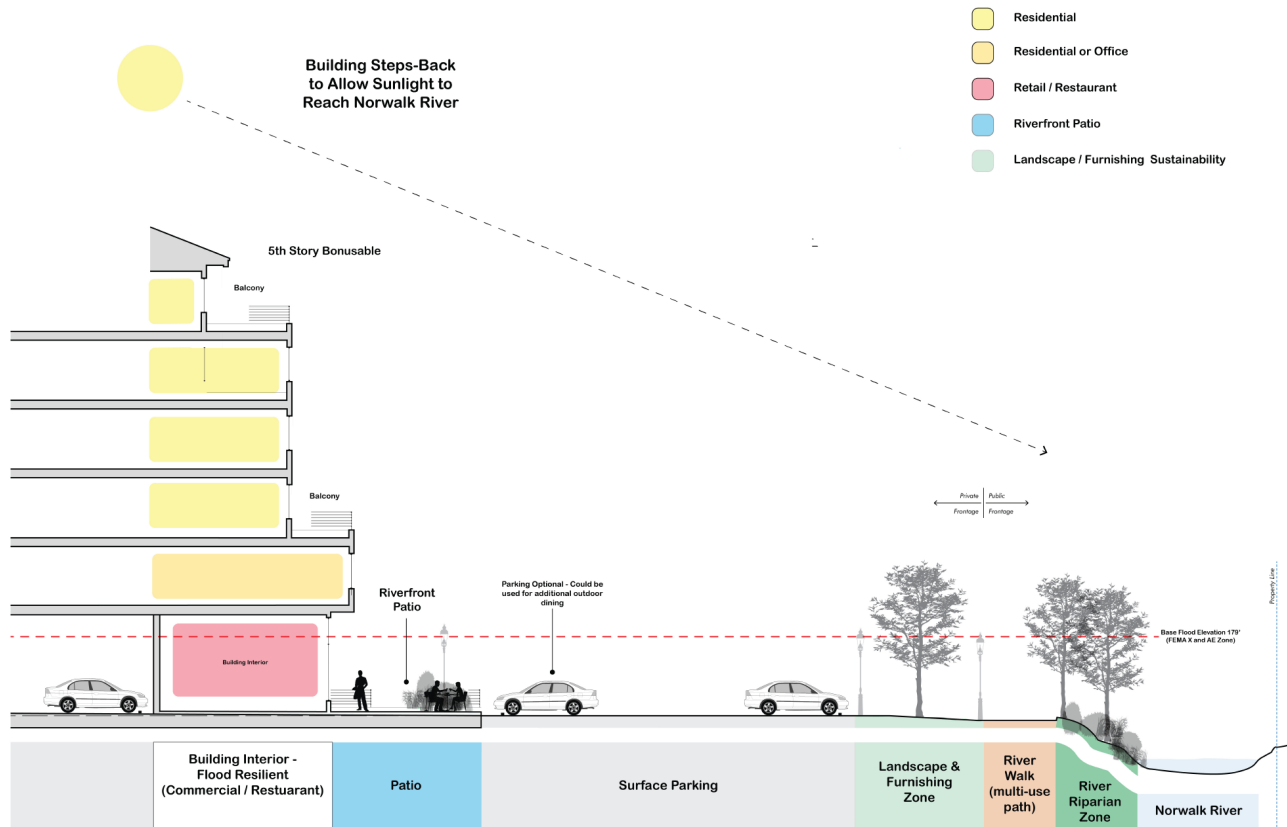 Residential
Residential or Office
Retail / Restaurant
Riverfront Patio
Landscape / Furnishing Sustainability
Building Steps-Back
to Allow Sunlight to
Reach Norwalk River
5th Story Bonusable
Balcony
Balcony
Private
Public
Frontage
Frontage
Property Line
Riverfront
Patio
Parking Optional - Could be
used for additional outdoor
dining
Base Flood Elevation 179'
(FEMA X and AE Zone)
Building Interior
Building Interior -
Flood Resilient
(Commercial / Restuarant)
Patio
Surface Parking
Landscape &
Furnishing
Zone
River
Walk
(multi-use
path)
River
Riparian
Zone
Norwalk River